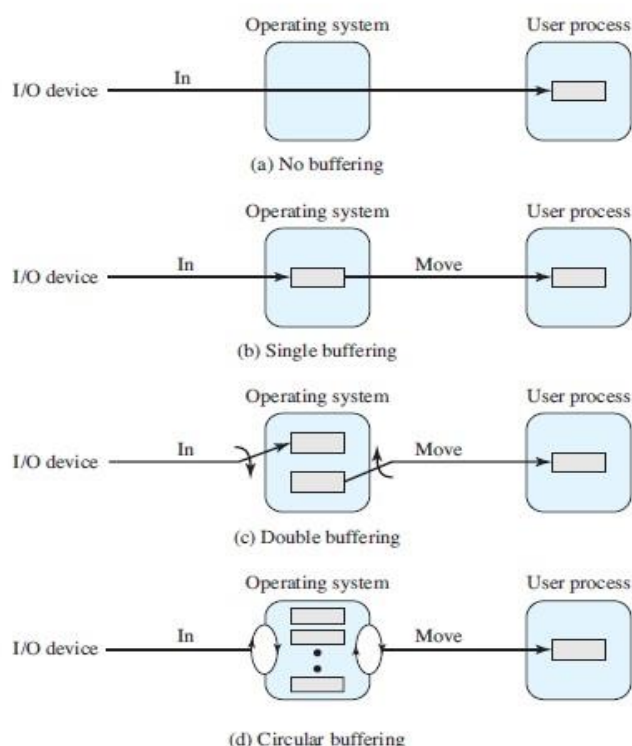 Operating system User process
In
I/O device
(a) No buffering
Operating system User process
In Move
I/O device
(b) Single buffering
Operating system User process
In Move
I/O device
(c) Double buffering
Operating system User process
In Move
I/O device
(d) Circular buffering